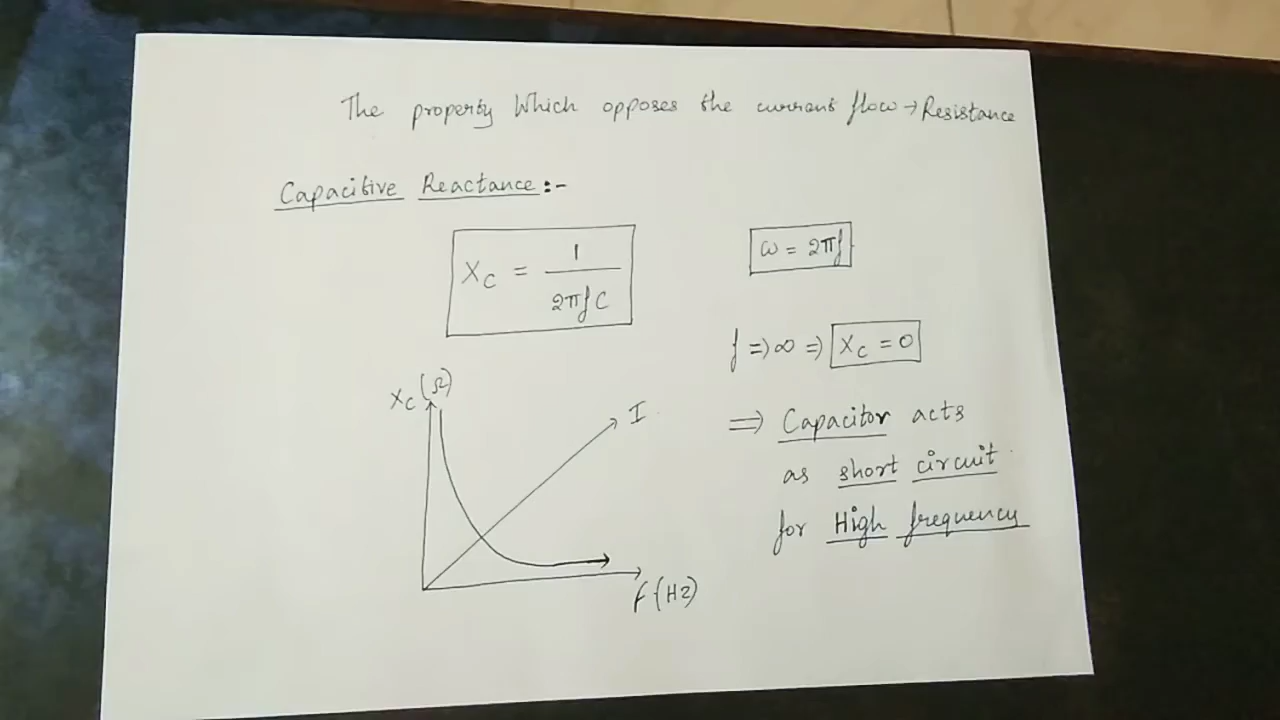 The property Which opposes the current flow → Resistance
Capacitive Reactance :-
X_C = 1 / 2πfC
ω = 2πf
f ⇒ ∞ ⇒ X_C = 0
X_C (Ω)
I
⇒ Capacitor acts
as short circuit
for High frequency
f (Hz)